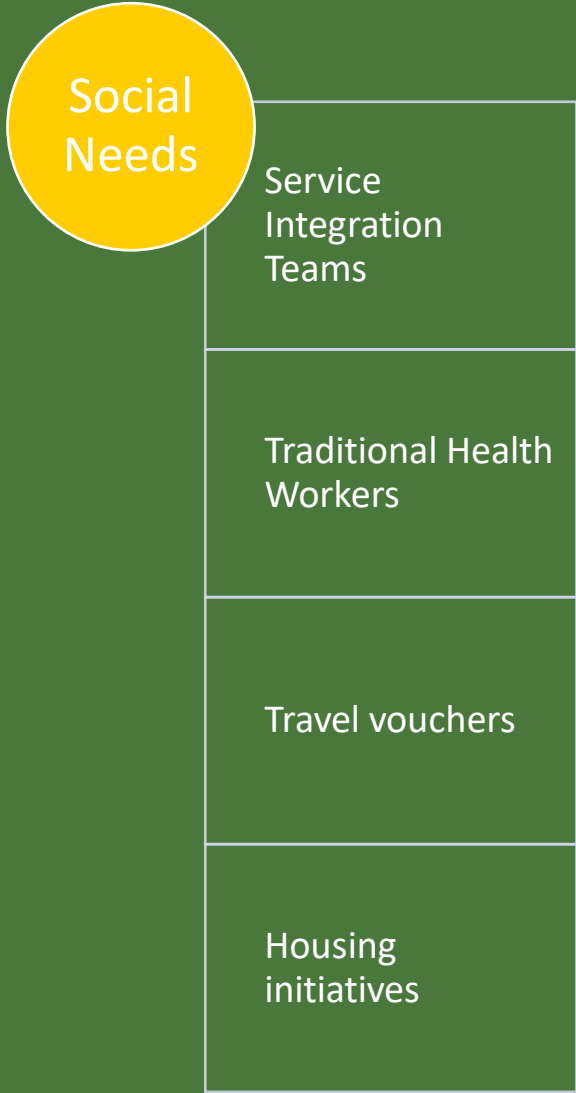 Social
Needs
Service
Integration
Teams
Traditional Health
Workers
Travel vouchers
Housing
initiatives